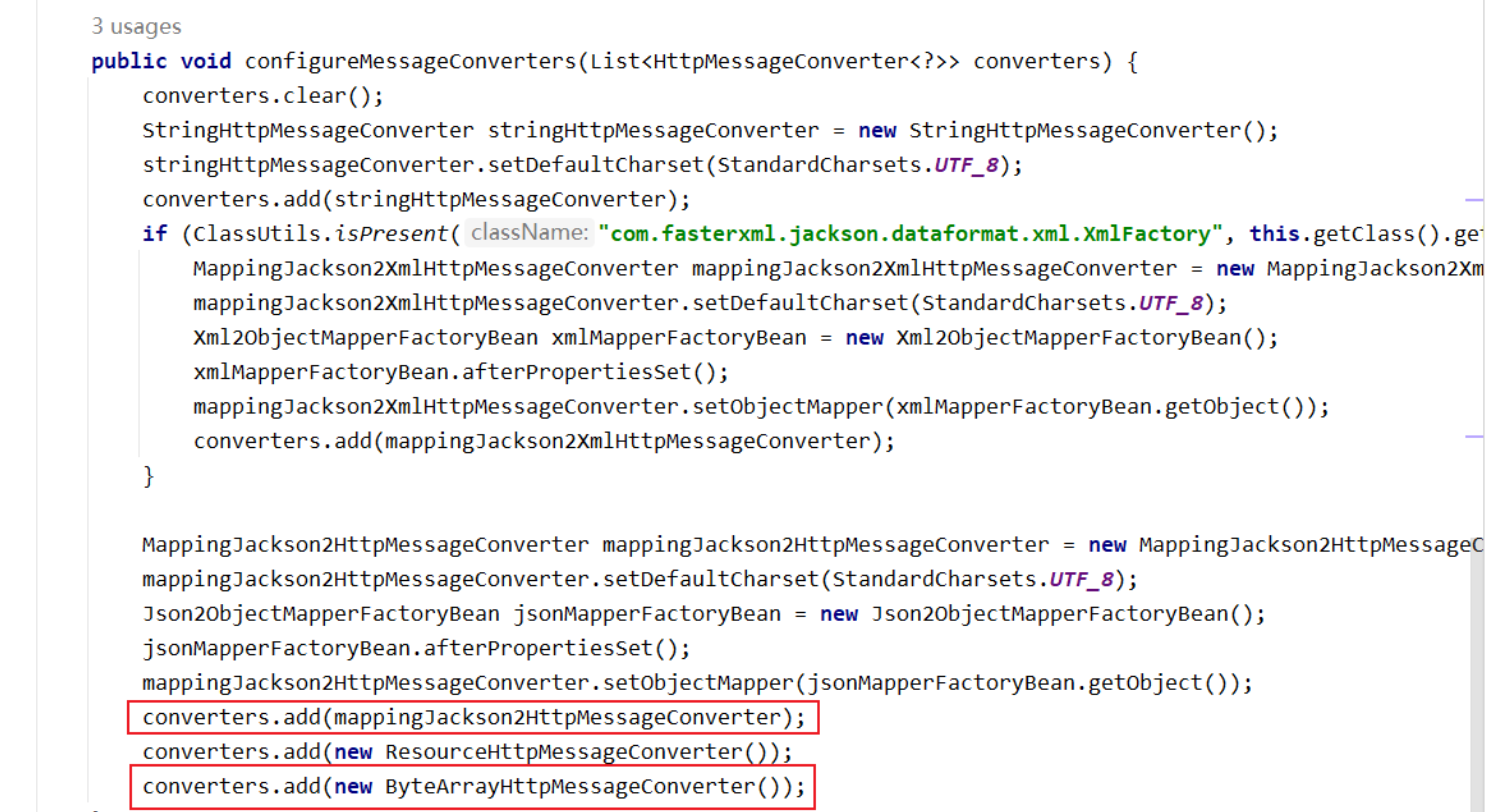 3 usages
public void configureMessageConverters(List<HttpMessageConverter<?>> converters) {
converters.clear();
StringHttpMessageConverter stringHttpMessageConverter = new StringHttpMessageConverter();
stringHttpMessageConverter.setDefaultCharset(StandardCharsets.UTF_8);
converters.add(stringHttpMessageConverter);
if (ClassUtils.isPresent( className: "com.fasterxml.jackson.dataformat.xml.XmlFactory", this.getClass().get
MappingJackson2XmlHttpMessageConverter mappingJackson2XmlHttpMessageConverter = new MappingJackson2Xm
mappingJackson2XmlHttpMessageConverter.setDefaultCharset(StandardCharsets.UTF_8);
Xml2ObjectMapperFactoryBean xmlMapperFactoryBean = new Xml2ObjectMapperFactoryBean();
xmlMapperFactoryBean.afterPropertiesSet();
mappingJackson2XmlHttpMessageConverter.setObjectMapper(xmlMapperFactoryBean.getObject());
converters.add(mappingJackson2XmlHttpMessageConverter);
}
MappingJackson2HttpMessageConverter mappingJackson2HttpMessageConverter = new MappingJackson2HttpMessageC
mappingJackson2HttpMessageConverter.setDefaultCharset(StandardCharsets.UTF_8);
Json2ObjectMapperFactoryBean jsonMapperFactoryBean = new Json2ObjectMapperFactoryBean();
jsonMapperFactoryBean.afterPropertiesSet();
mappingJackson2HttpMessageConverter.setObjectMapper(jsonMapperFactoryBean.getObject());
converters.add(mappingJackson2HttpMessageConverter);
converters.add(new ResourceHttpMessageConverter());
converters.add(new ByteArrayHttpMessageConverter());